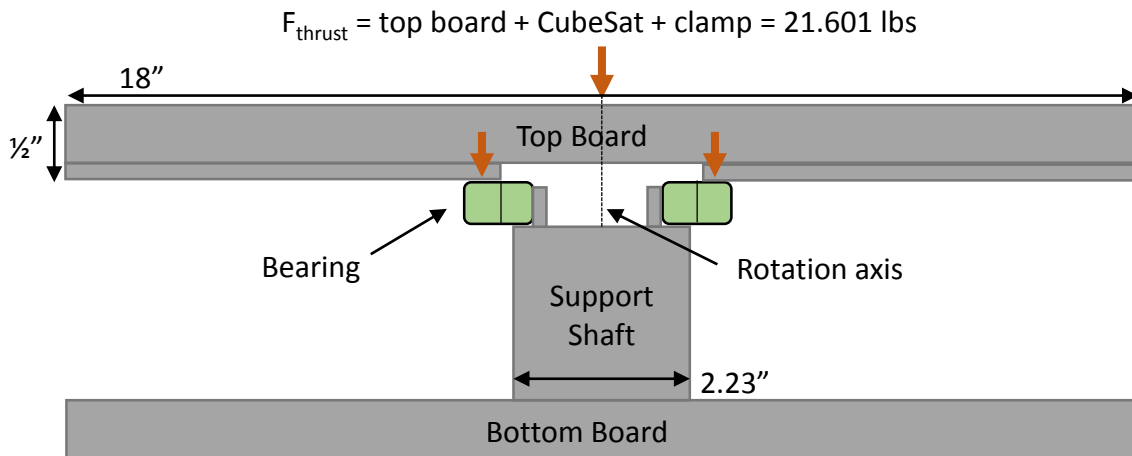 F_thrust = top board + CubeSat + clamp = 21.601 lbs
18”
½”
Top Board
Bearing
Rotation axis
Support
Shaft
2.23”
Bottom Board